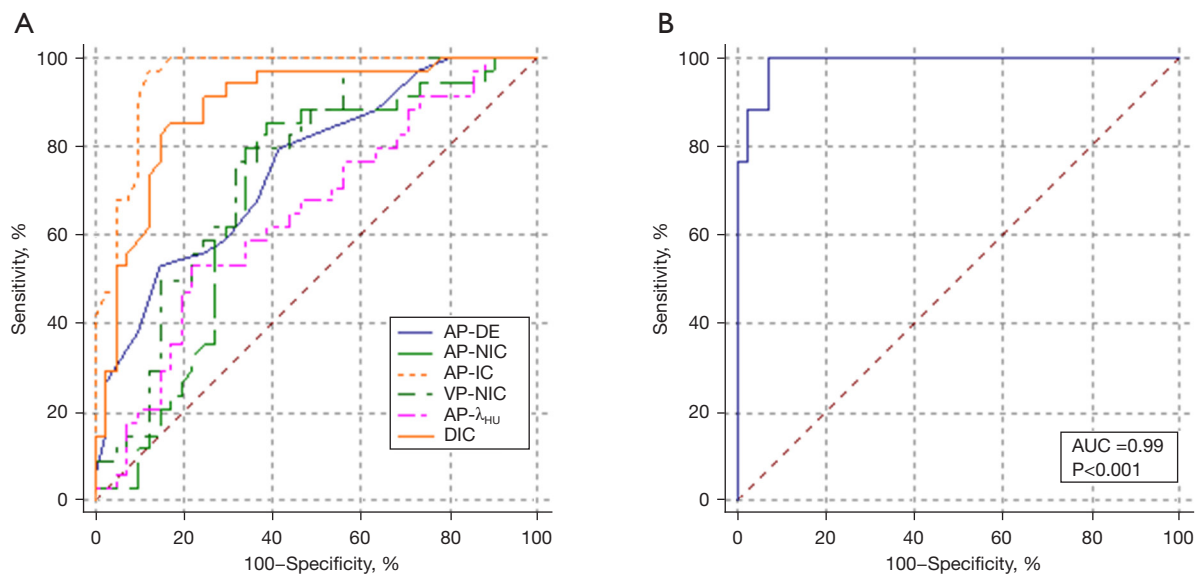 A
Sensitivity, %
100
80
60
40
20
0
AP-DE
AP-NIC
AP-IC
VP-NIC
AP-λHU
DIC
0 20 40 60 80 100
100–Specificity, %
B
Sensitivity, %
100
80
60
40
20
0
AUC =0.99
P<0.001
0 20 40 60 80 100
100–Specificity, %